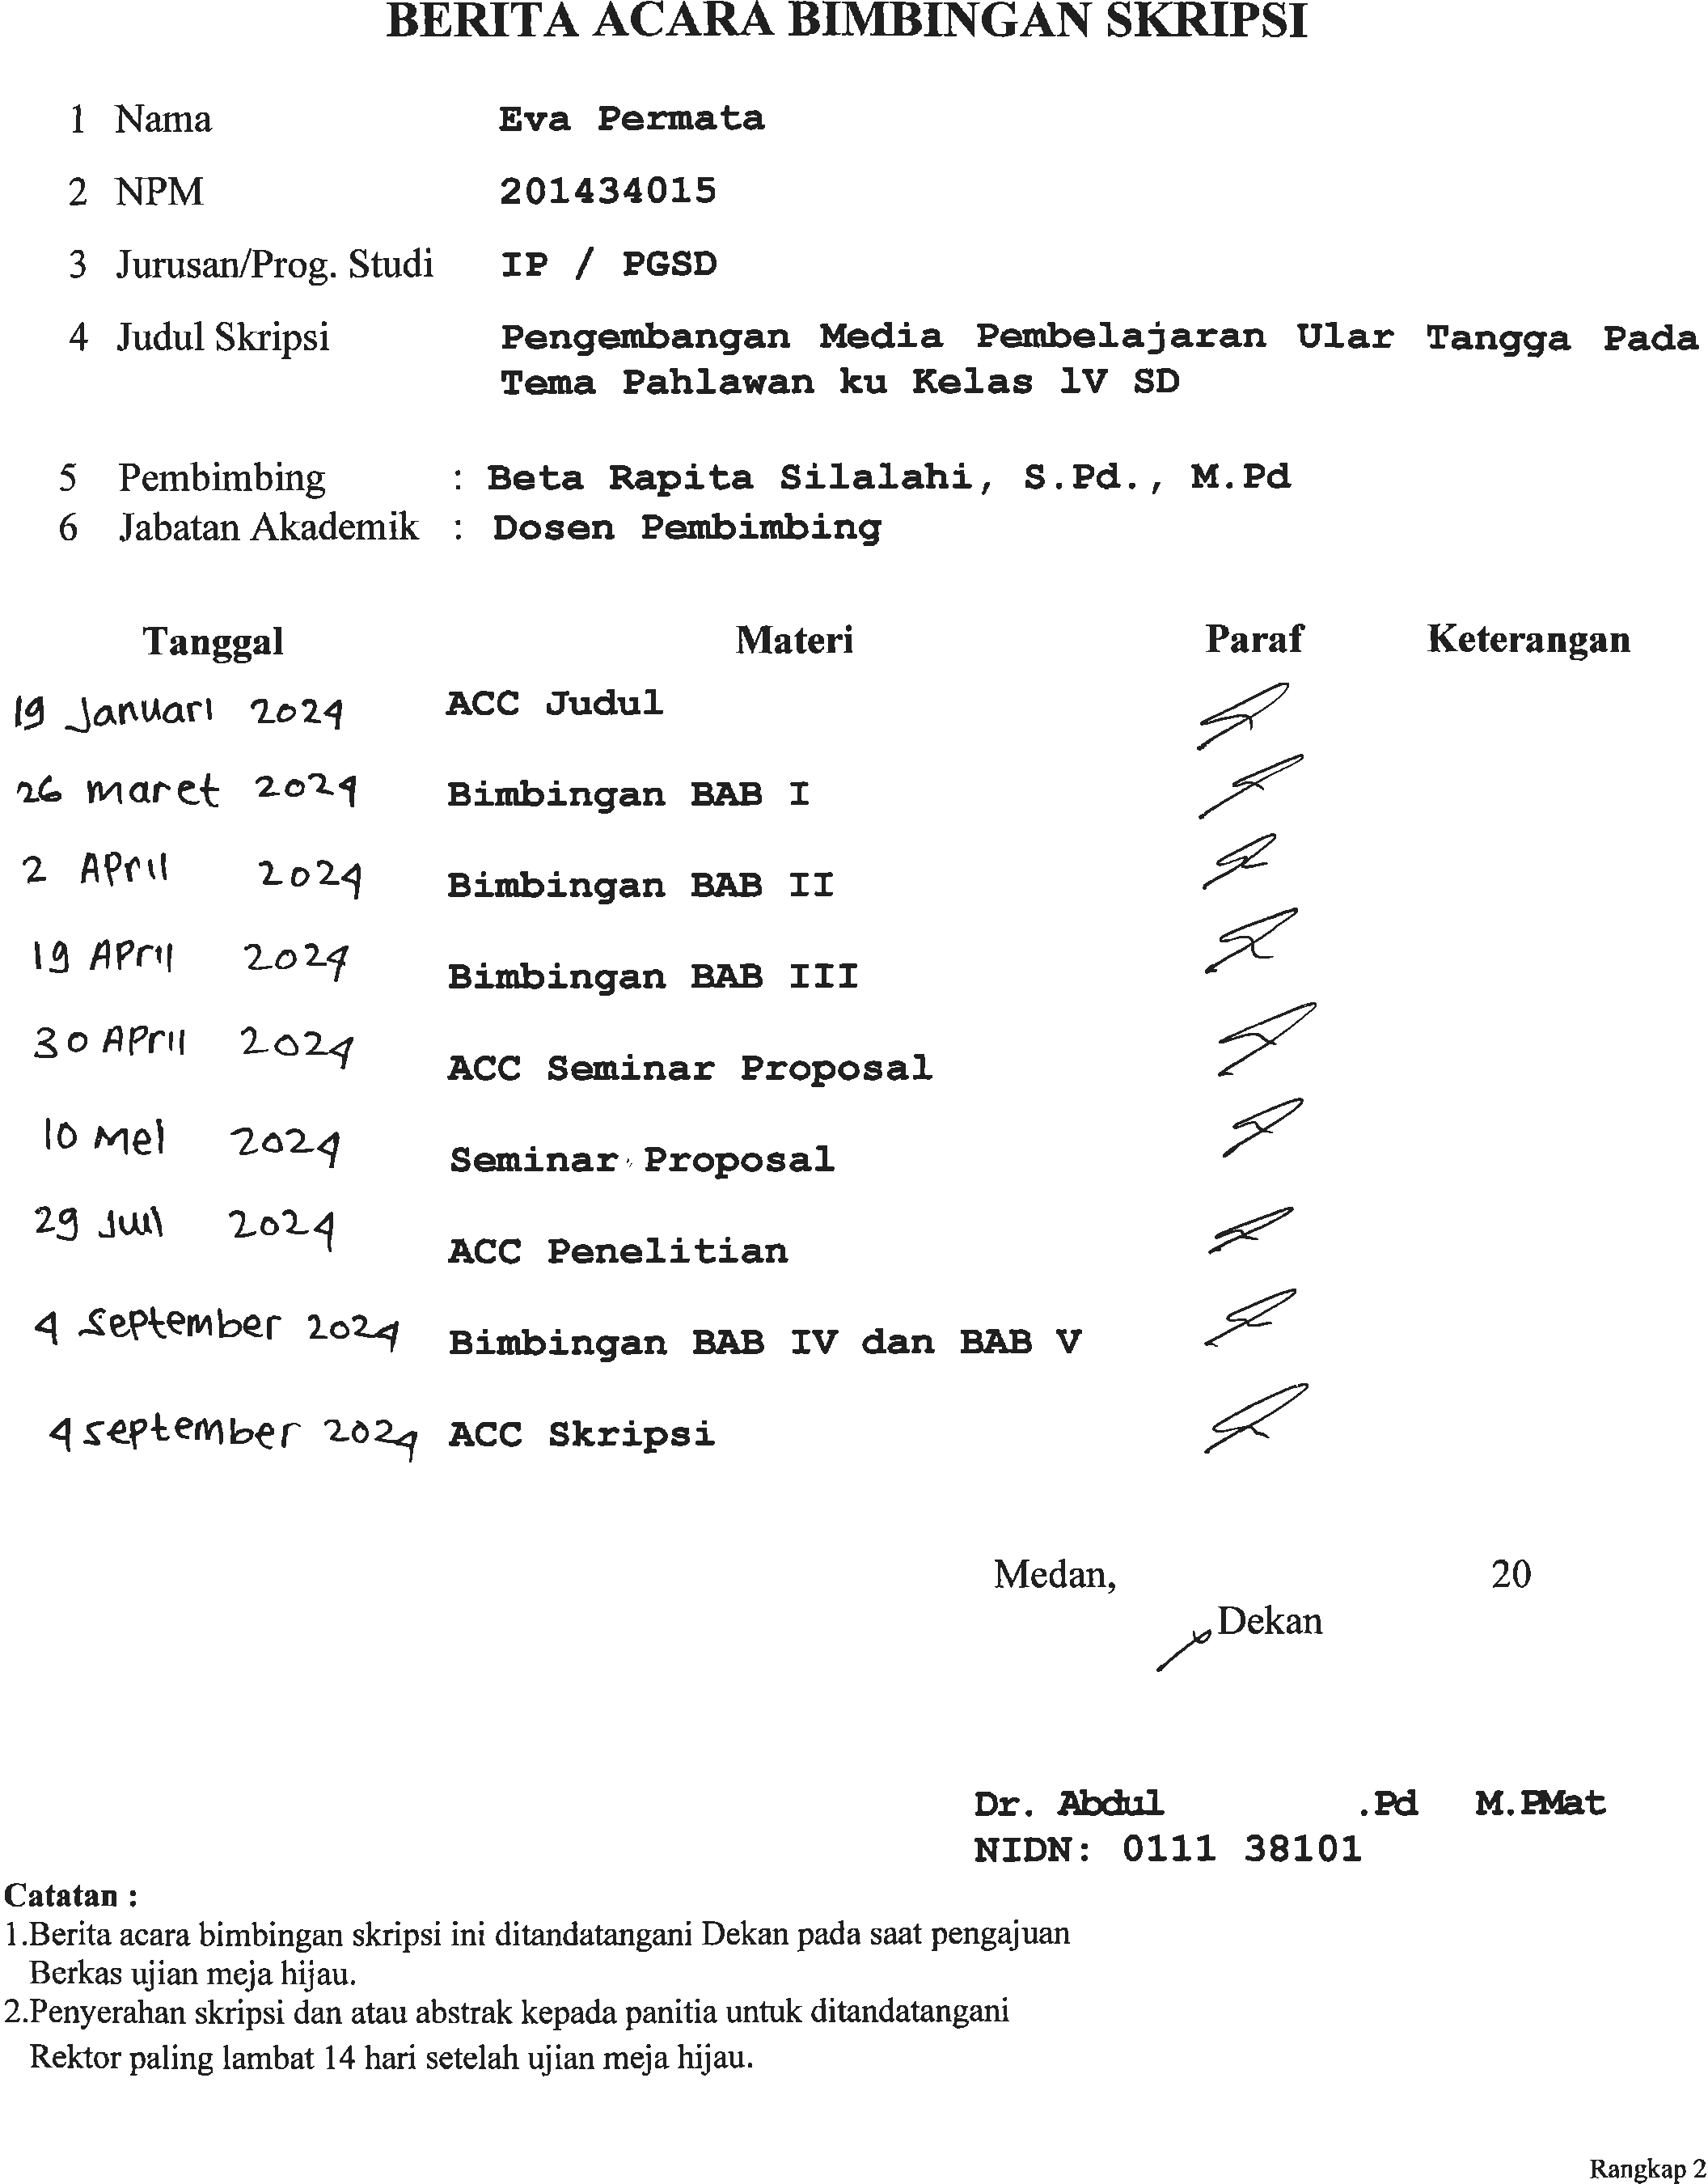 BERITA ACARA BIMBINGAN SKRIPSI
1 Nama Eva Permata
2 NPM 201434015
3 Jurusan/Prog. Studi IP / PGSD
4 Judul Skripsi Pengembangan Media Pembelajaran Ular Tangga Pada
Tema Pahlawan ku Kelas lV SD
5 Pembimbing : Beta Rapita Silalahi, S.Pd., M.Pd
6 Jabatan Akademik : Dosen Pembimbing
Tanggal Materi Paraf Keterangan
19 Januari 2024 ACC Judul
26 maret 2024 Bimbingan BAB I
2 April 2024 Bimbingan BAB II
19 April 2024 Bimbingan BAB III
30 April 2024 ACC Seminar Proposal
10 Mei 2024 Seminar Proposal
29 Juli 2024 ACC Penelitian
4 September 2024 Bimbingan BAB IV dan BAB V
4 september 2024 ACC Skripsi
Medan, 20
Dekan
Dr. Abdul .Pd M.PMat
NIDN: 0111 38101
Catatan :
1.Berita acara bimbingan skripsi ini ditandatangani Dekan pada saat pengajuan
Berkas ujian meja hijau.
2.Penyerahan skripsi dan atau abstrak kepada panitia untuk ditandatangani
Rektor paling lambat 14 hari setelah ujian meja hijau.
Rangkap 2